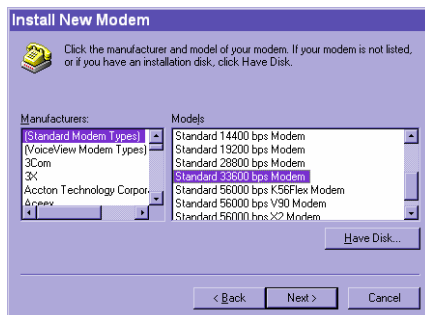 Install New Modem
Click the manufacturer and model of your modem. If your modem is not listed,
or if you have an installation disk, click Have Disk.
Manufacturers:
(Standard Modem Types)
(VoiceView Modem Types)
3Com
3X
Accton Technology Corpor
Aceex
Models
Standard 14400 bps Modem
Standard 19200 bps Modem
Standard 28800 bps Modem
Standard 33600 bps Modem
Standard 56000 bps K56Flex Modem
Standard 56000 bps V90 Modem
Standard 56000 bps X2 Modem
Have Disk...
< Back
Next >
Cancel